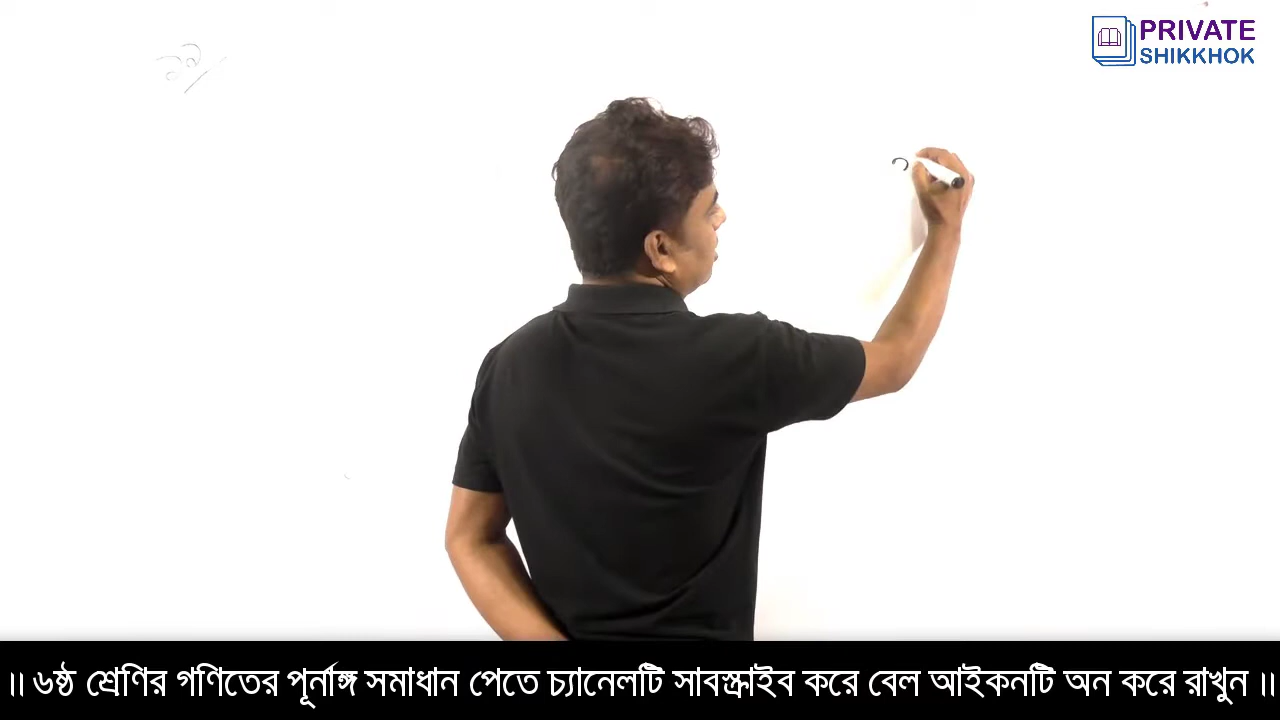 PRIVATE
SHIKKHOK
॥ ৬ষ্ঠ শ্রেণির গণিতের পূর্নাঙ্গ সমাধান পেতে চ্যানেলটি সাবস্ক্রাইব করে বেল আইকনটি অন করে রাখুন ॥